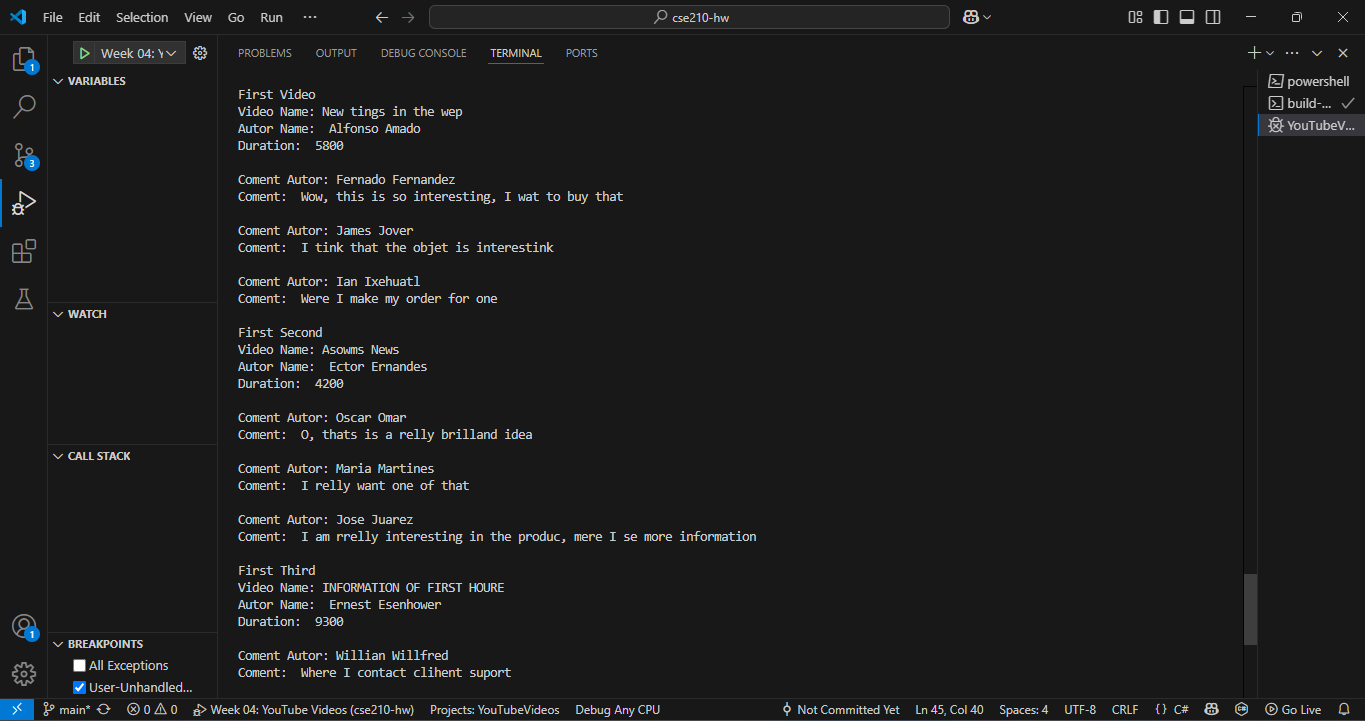 File Edit Selection View Go Run ··· cse210-hw
Week 04: Y
PROBLEMS OUTPUT DEBUG CONSOLE TERMINAL PORTS
VARIABLES
WATCH
CALL STACK
BREAKPOINTS
All Exceptions
User-Unhandled...
1
3
1
First Video
Video Name: New tings in the wep
Autor Name:  Alfonso Amado
Duration:  5800
Coment Autor: Fernado Fernandez
Coment:  Wow, this is so interesting, I wat to buy that
Coment Autor: James Jover
Coment:  I tink that the objet is interestink
Coment Autor: Ian Ixehuatl
Coment:  Were I make my order for one
First Second
Video Name: Asowms News
Autor Name:  Ector Ernandes
Duration:  4200
Coment Autor: Oscar Omar
Coment:  O, thats is a relly brilland idea
Coment Autor: Maria Martines
Coment:  I relly want one of that
Coment Autor: Jose Juarez
Coment:  I am rrelly interesting in the produc, mere I se more information
First Third
Video Name: INFORMATION OF FIRST HOURE
Autor Name:  Ernest Esenhower
Duration:  9300
Coment Autor: Willian Willfred
Coment:  Where I contact clihent suport
powershell
build-...
YouTubeV...
main* 0 0 Week 04: YouTube Videos (cse210-hw) Projects: YouTubeVideos Debug Any CPU Not Committed Yet Ln 45, Col 40 Spaces: 4 UTF-8 CRLF {} C# Go Live